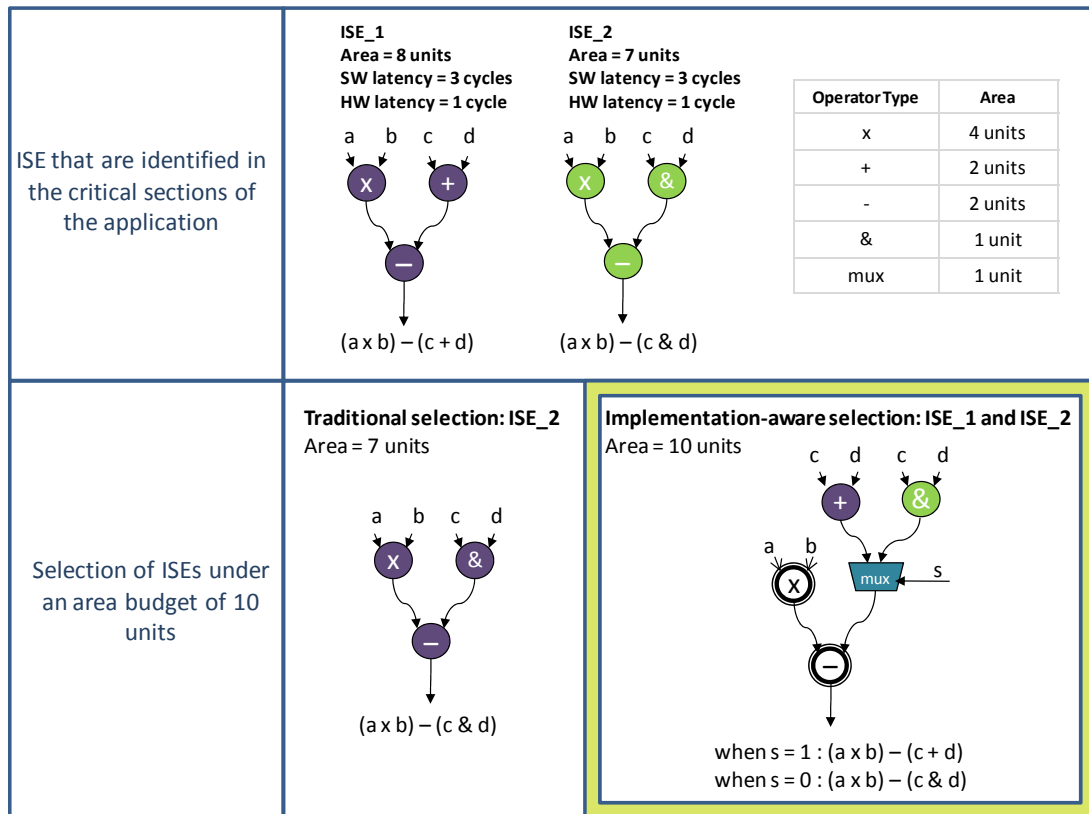 ISE_1
Area = 8 units
SW latency = 3 cycles
HW latency = 1 cycle
ISE_2
Area = 7 units
SW latency = 3 cycles
HW latency = 1 cycle
ISE that are identified in
the critical sections of
the application
a b c d
x +
–
(a x b) – (c + d)
a b c d
x &
–
(a x b) – (c & d)
Operator Type Area
x 4 units
+ 2 units
- 2 units
& 1 unit
mux 1 unit
Selection of ISEs under
an area budget of 10
units
Traditional selection: ISE_2
Area = 7 units
a b c d
x &
–
(a x b) – (c & d)
Implementation-aware selection: ISE_1 and ISE_2
Area = 10 units
c d c d
+ &
a b
x mux s
–
when s = 1 : (a x b) – (c + d)
when s = 0 : (a x b) – (c & d)